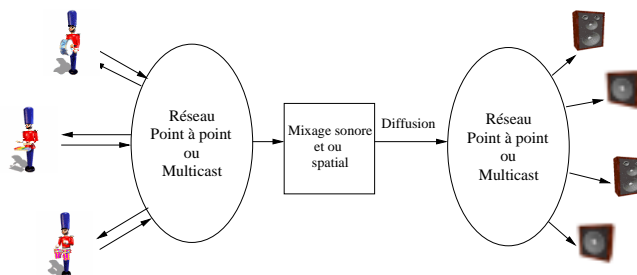 Réseau
Point à point
ou
Multicast
Mixage sonore
et ou
spatial
Diffusion
Réseau
Point à point
ou
Multicast